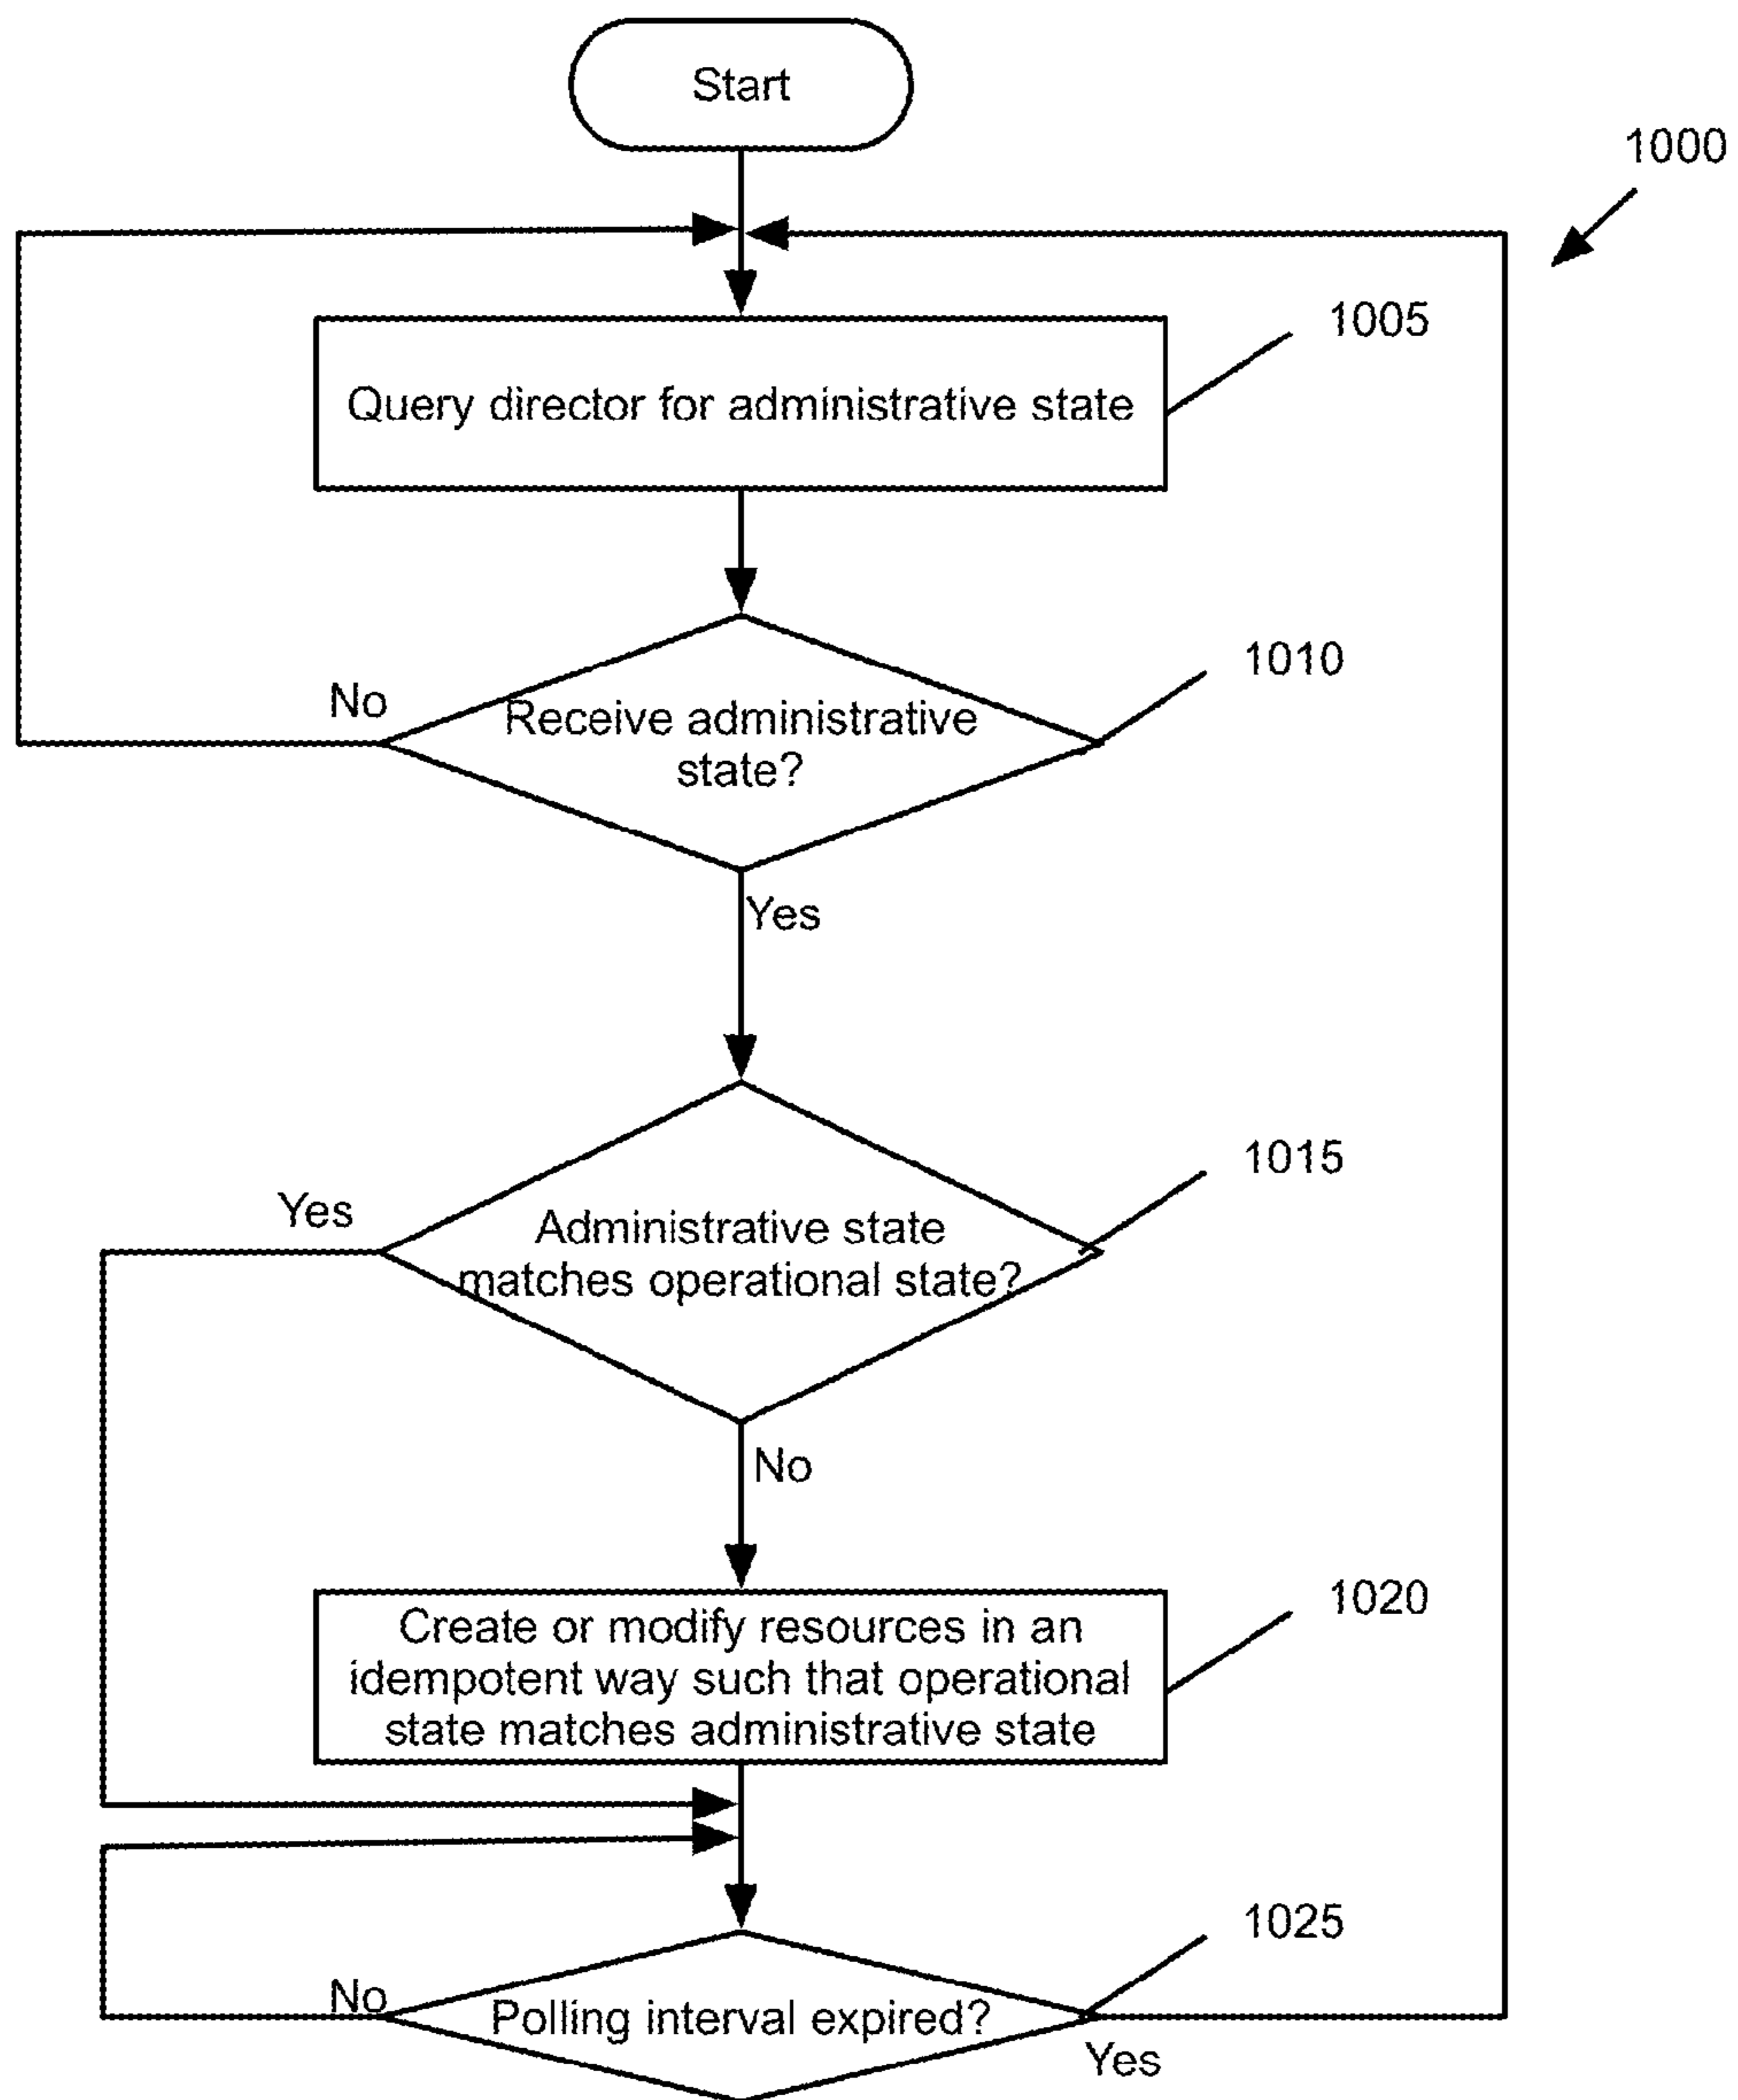 Start
1000
1005
Query director for administrative state
1010
No
Receive administrative
state?
Yes
1015
Yes
Administrative state
matches operational state?
No
1020
Create or modify resources in an
idempotent way such that operational
state matches administrative state
1025
No
Polling interval expired?
Yes